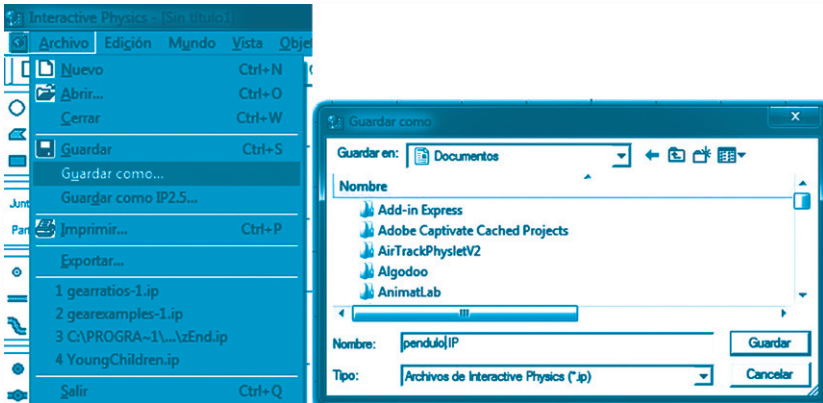 Interactive Physics - [Sin título1
Archivo Edición Mundo Vista Obje
Nuevo Ctrl+N
Abrir... Ctrl+O
Cerrar Ctrl+W
Guardar Ctrl+S
Guardar como...
Guardar como IP2.5...
Imprimir... Ctrl+P
Exportar...
1 gearratios-1.ip
2 gearexamples-1.ip
3 C:\PROGRA~1\...\zEnd.ip
4 YoungChildren.ip
Salir Ctrl+Q
Junt
Par
Guardar como
x
Guardar en: Documentos
Nombre
Add-in Express
Adobe Captivate Cached Projects
AirTrackPhysletV2
Algodoo
AnimatLab
Nombre: pendulo.IP Guardar
Tipo: Archivos de Interactive Physics (*.ip) Cancelar